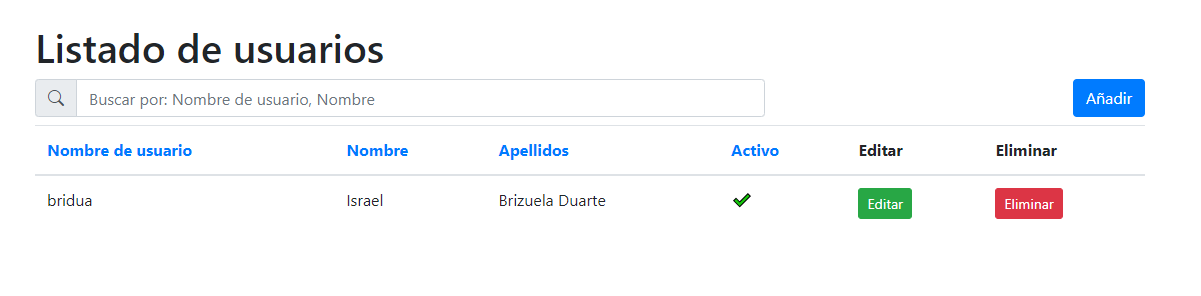 Listado de usuarios
Buscar por: Nombre de usuario, Nombre
Añadir
Nombre de usuario Nombre Apellidos Activo Editar Eliminar
bridua Israel Brizuela Duarte Editar Eliminar